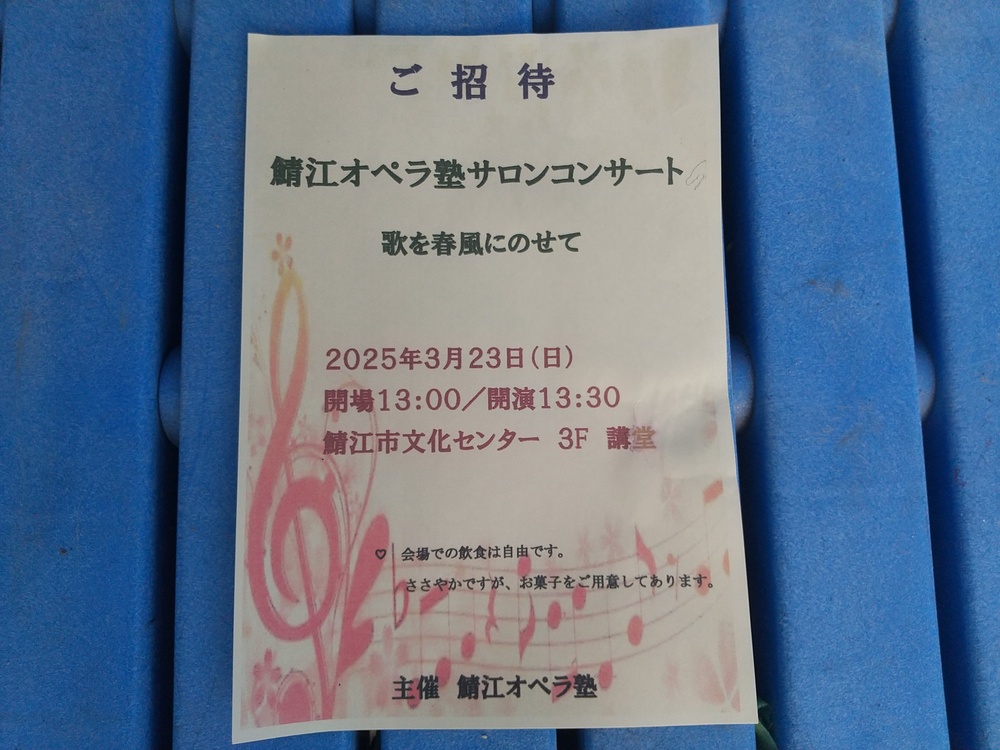 ご招待
鯖江オペラ塾サロンコンサート
歌を春風にのせて
2025年3月23日(日)
開場13:00／開演13:30
鯖江市文化センター 3F 講堂
♡ 会場での飲食は自由です。
ささやかですが、お菓子をご用意してあります。
主催 鯖江オペラ塾